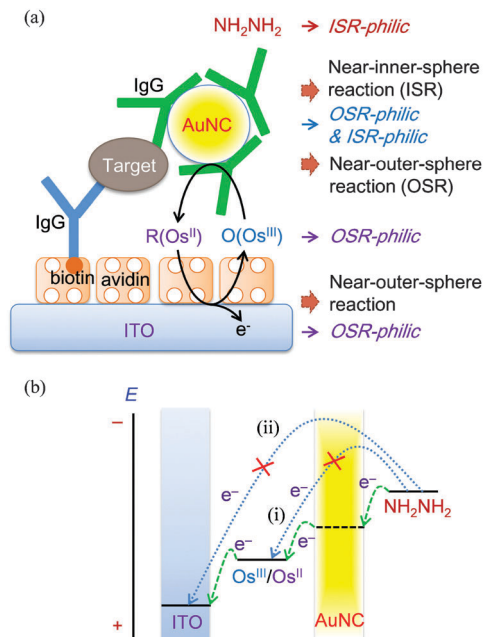 (a)
NH2NH2 → ISR-philic
IgG
Near-inner-sphere
reaction (ISR)
AuNC
OSR-philic
& ISR-philic
Target
Near-outer-sphere
reaction (OSR)
IgG
R(OsII) O(OsIII) → OSR-philic
biotin avidin
Near-outer-sphere
reaction
ITO e- → OSR-philic
(b)
E
−
(ii)
e−
NH2NH2
e−
e−
(i)
e−
e−
OsIII/OsII
ITO
AuNC
+